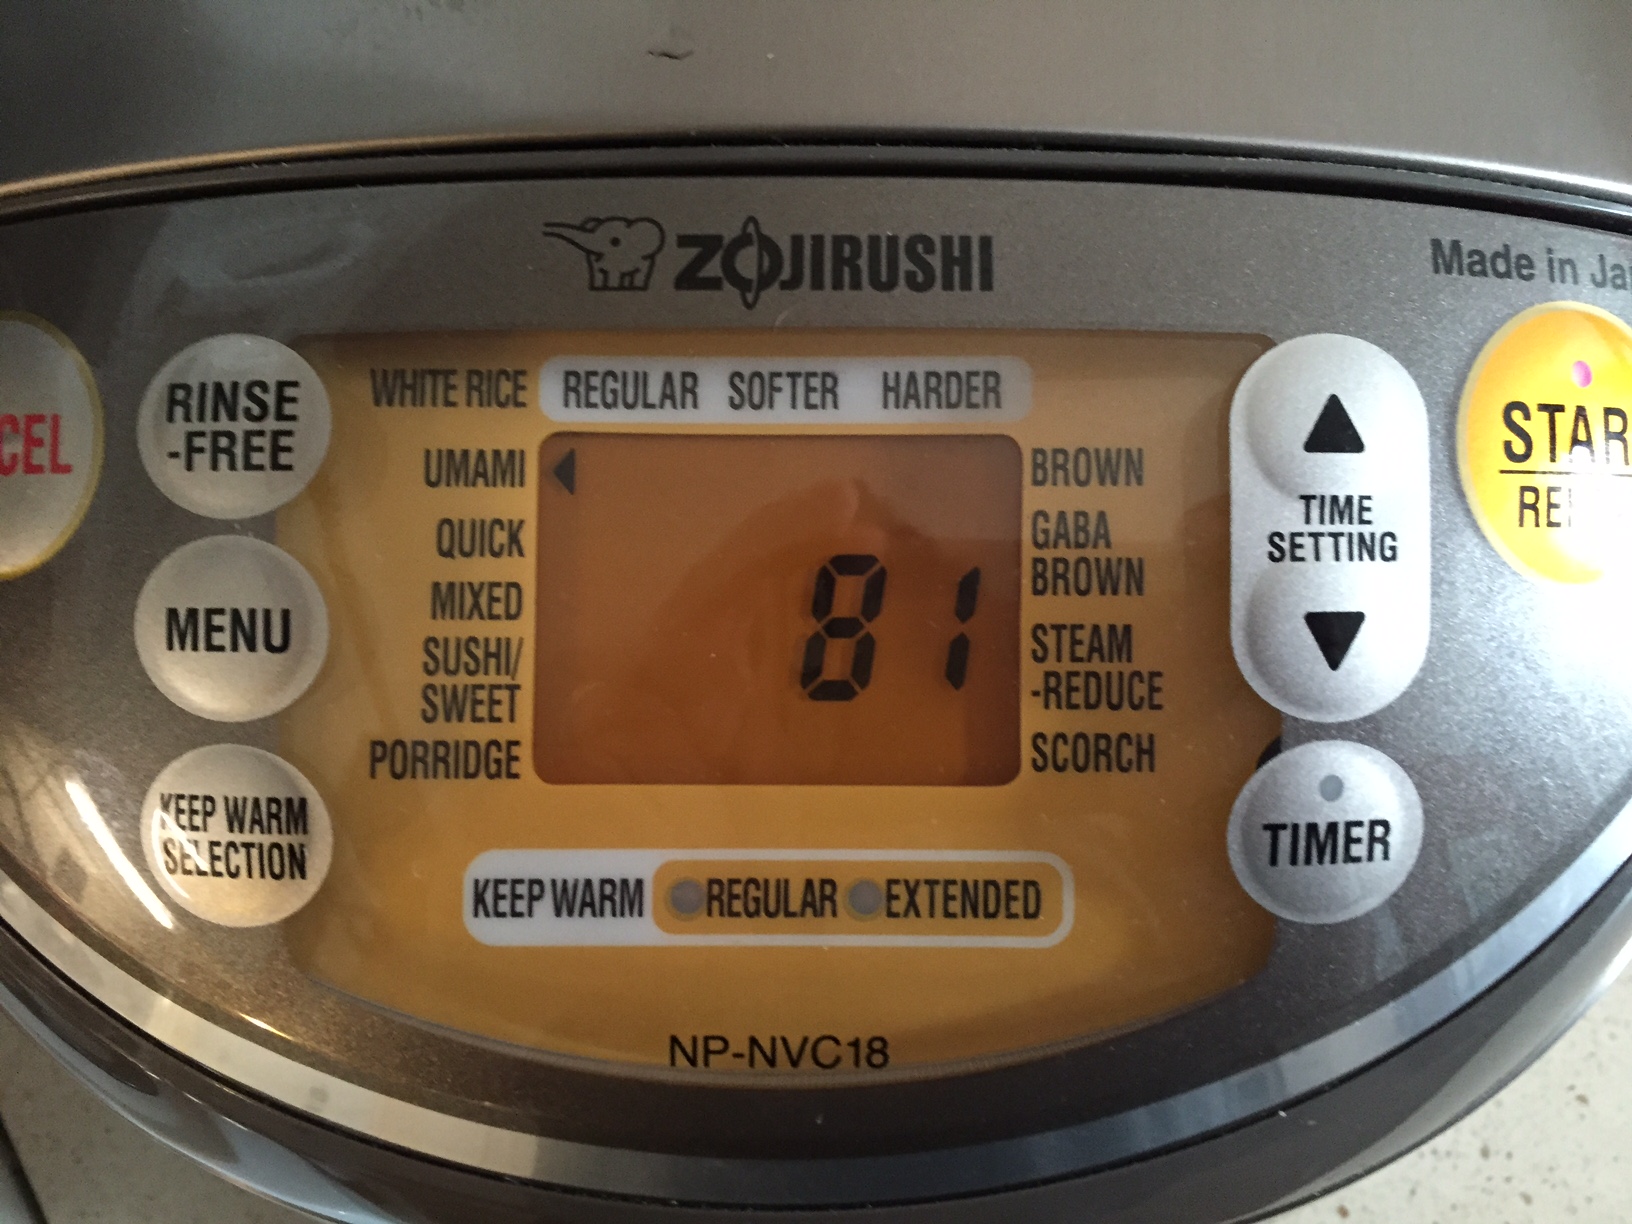 ZOJIRUSHI
Made in Ja
CEL
RINSE
-FREE
MENU
KEEP WARM
SELECTION
WHITE RICE REGULAR SOFTER HARDER
UMAMI
QUICK
MIXED
SUSHI/
SWEET
PORRIDGE
81
BROWN
GABA
BROWN
STEAM
-REDUCE
SCORCH
TIME
SETTING
TIMER
STAR
RE
KEEP WARM REGULAR EXTENDED
NP-NVC18